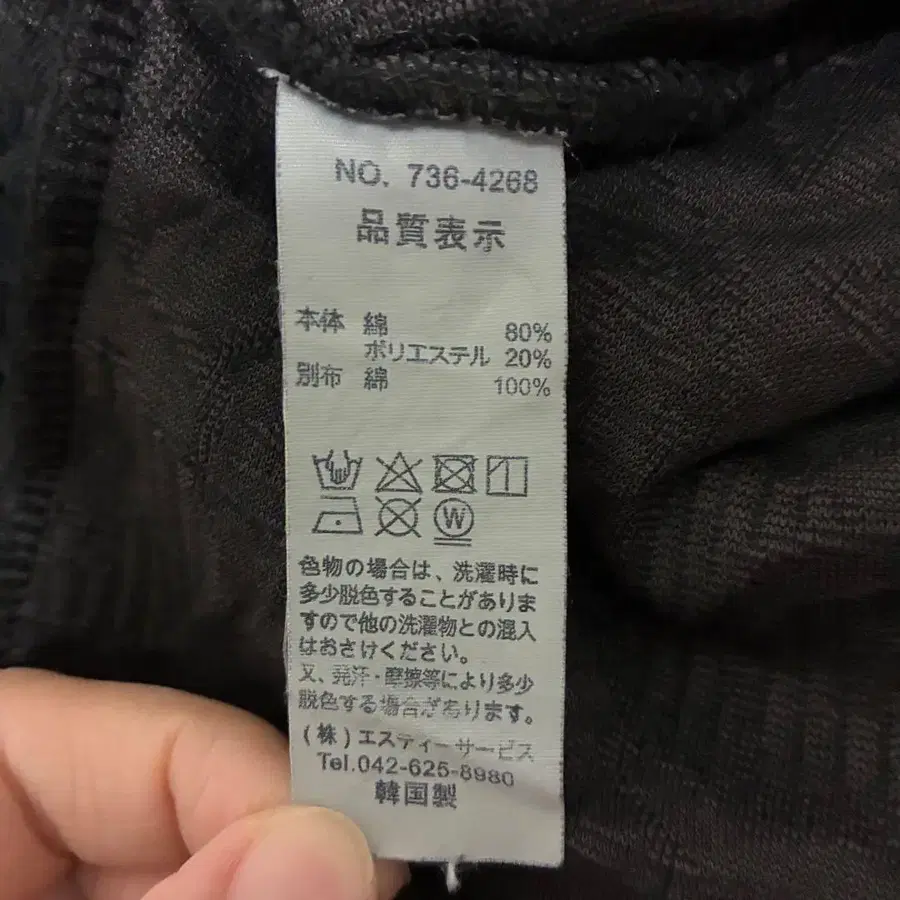 NO. 736-4268
品質表示
本体 綿 80%
ポリエステル 20%
別布 綿 100%
W
色物の場合は、洗濯時に
多少脱色することがありま
すので他の洗濯物との混入
はおさけください。
又、発汗・摩擦等により多少
脱色する場合があります。
(株)エスティーサービス
Tel.042-625-8980
韓国製